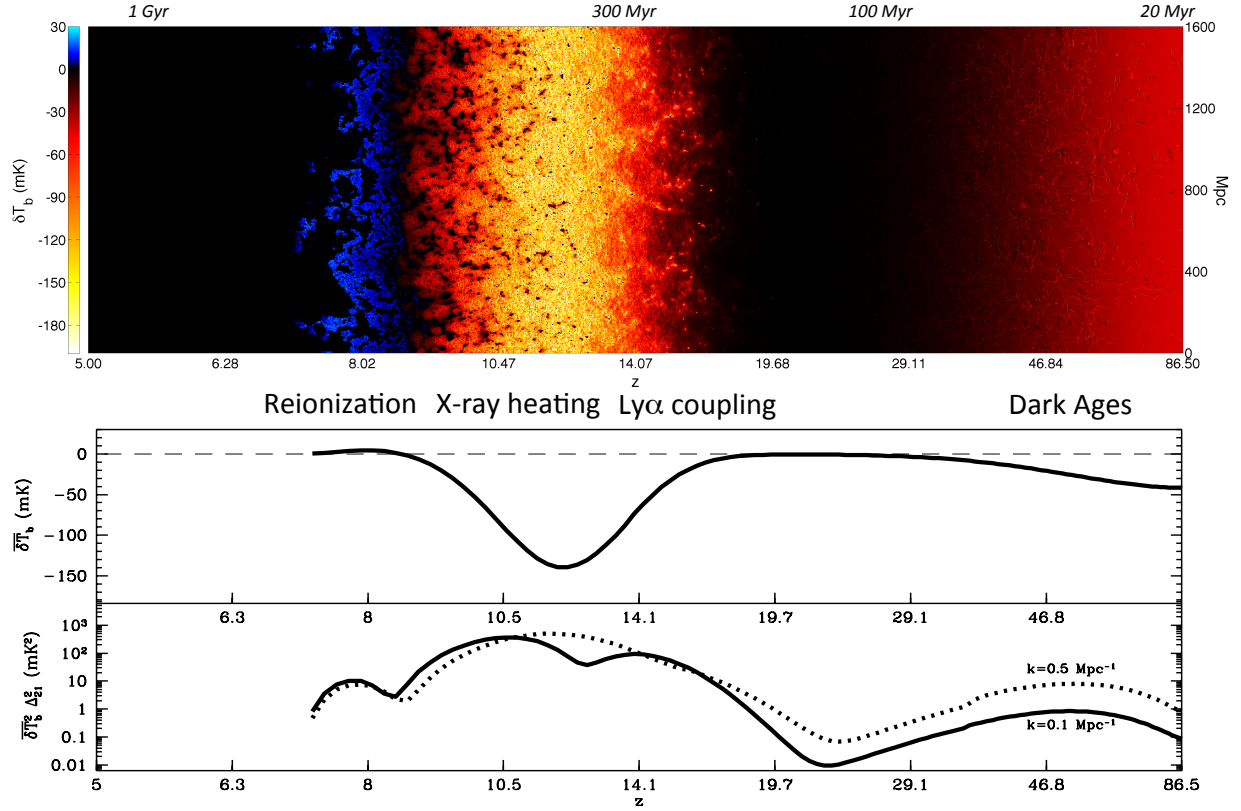 1 Gyr 300 Myr 100 Myr 20 Myr
30 1600
0
-30 1200
-60
-90 800
-120
-150 400
-180
0
δT_b (mK)
Mpc
5.00 6.28 8.02 10.47 14.07 19.68 29.11 46.84 86.50
z
Reionization X-ray heating Lyα coupling Dark Ages
0
-50
-100
-150
δT_b (mK)
6.3 8 10.5 14.1 19.7 29.1 46.8
5 86.5
10³
10²
10
1
0.1
0.01
δT_b² Δ²₂₁ (mK²)
k=0.5 Mpc⁻¹
k=0.1 Mpc⁻¹
5 6.3 8 10.5 14.1 19.7 29.1 46.8 86.5
z